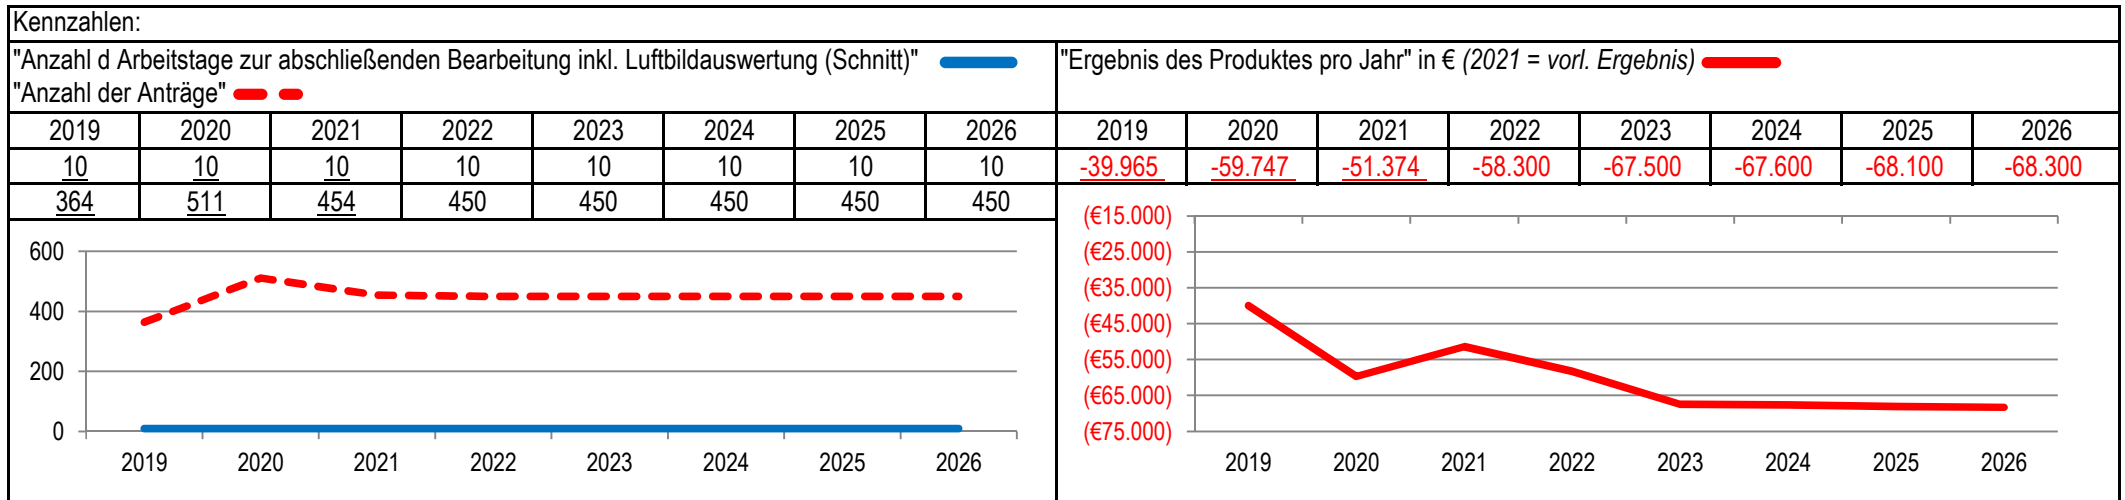 Kennzahlen:
"Anzahl d Arbeitstage zur abschließenden Bearbeitung inkl. Luftbildauswertung (Schnitt)"
"Anzahl der Anträge"
2019 2020 2021 2022 2023 2024 2025 2026
10 10 10 10 10 10 10 10
364 511 454 450 450 450 450 450
600
400
200
0
2019 2020 2021 2022 2023 2024 2025 2026
"Ergebnis des Produktes pro Jahr" in € (2021 = vorl. Ergebnis)
2019 2020 2021 2022 2023 2024 2025 2026
-39.965 -59.747 -51.374 -58.300 -67.500 -67.600 -68.100 -68.300
(€15.000)
(€25.000)
(€35.000)
(€45.000)
(€55.000)
(€65.000)
(€75.000)
2019 2020 2021 2022 2023 2024 2025 2026